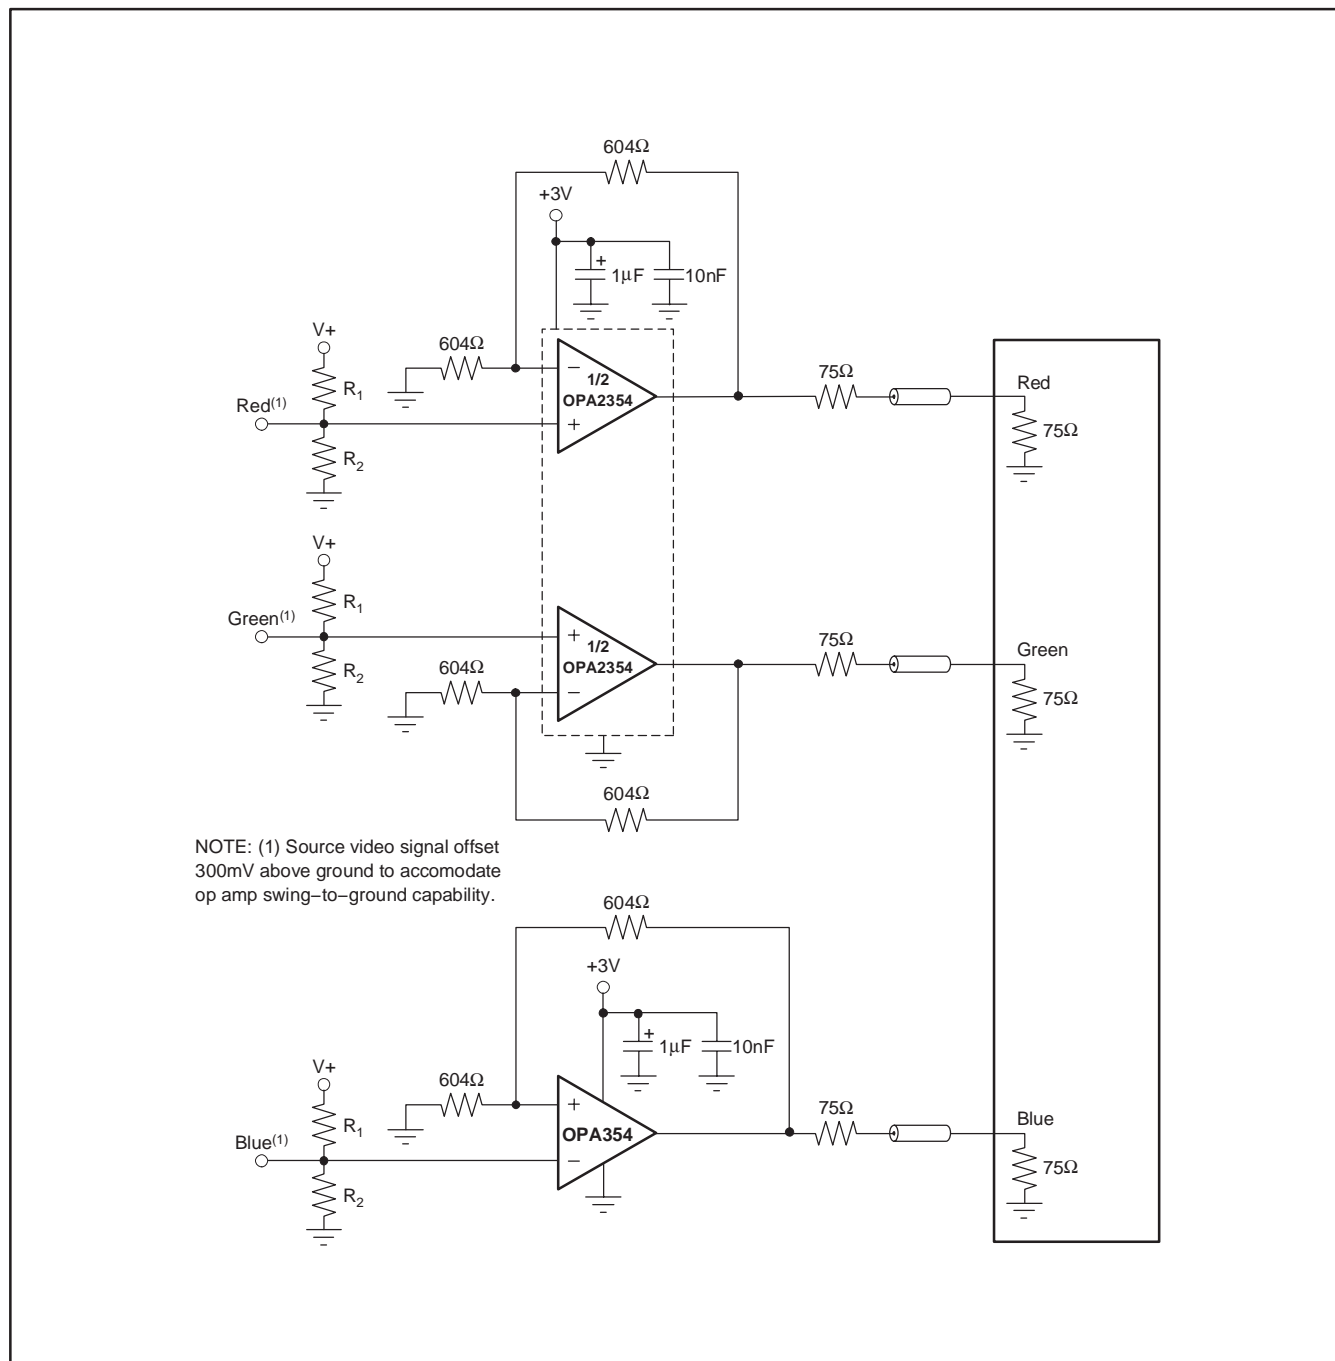 604Ω
+3V
+
1μF
10nF
V+
R1
Red(1)
R2
604Ω
−
1/2
OPA2354
+
75Ω
Red
75Ω
V+
R1
Green(1)
R2
604Ω
+
1/2
OPA2354
−
75Ω
Green
75Ω
604Ω
NOTE: (1) Source video signal offset
300mV above ground to accomodate
op amp swing−to−ground capability.
604Ω
+3V
+
1μF
10nF
V+
R1
Blue(1)
R2
604Ω
+
OPA354
−
75Ω
Blue
75Ω